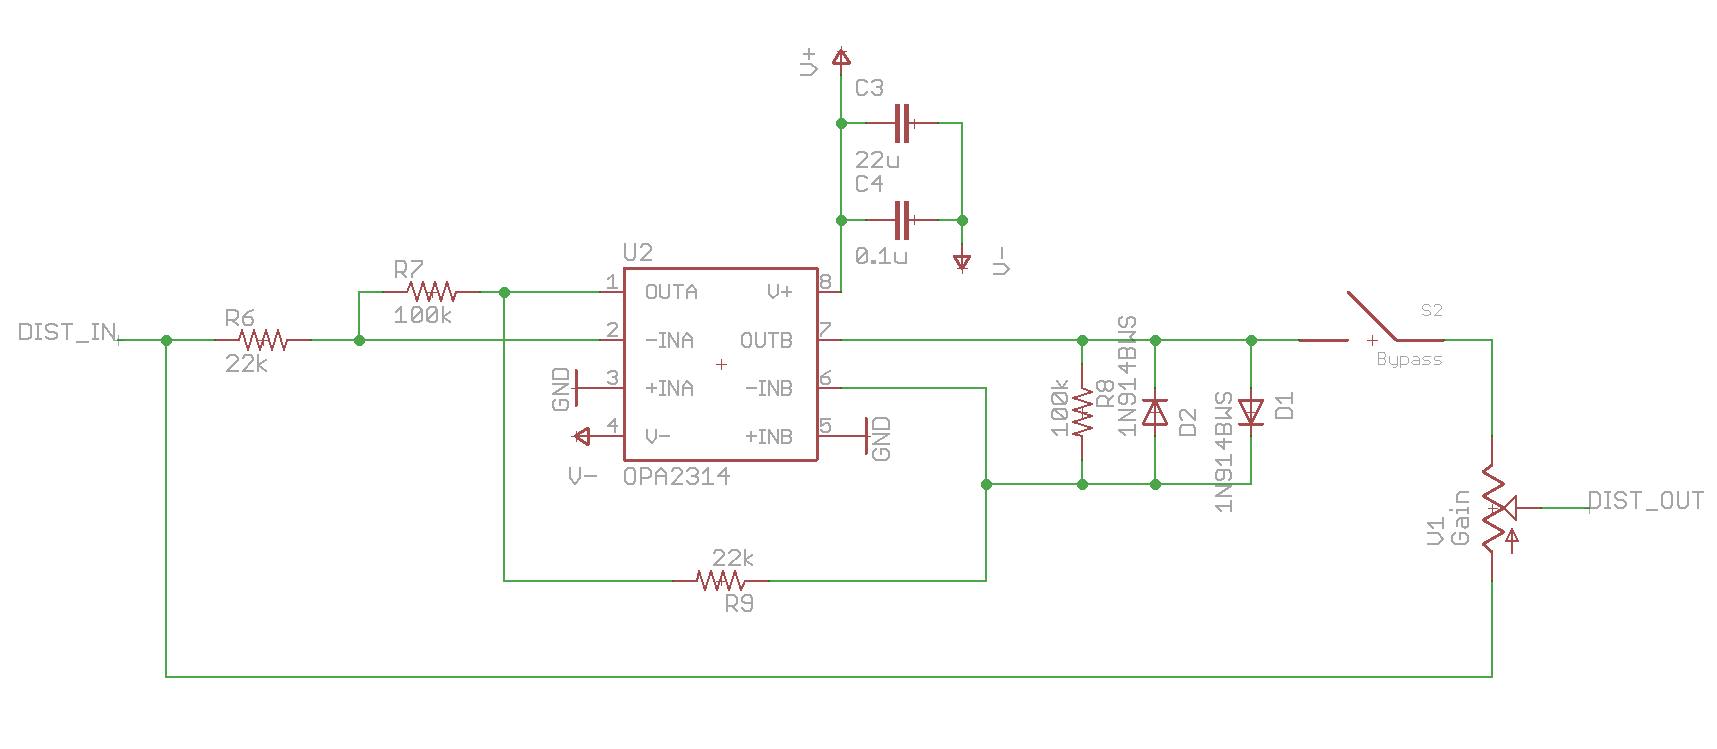 V+
C3
22u
C4
0.1u
V-
U2
R7
100k
DIST_IN
R6
22k
1
OUTA
V+
8
2
-INA
OUTB
7
3
+INA
-INB
6
4
V-
+INB
5
GND
GND
V-
OPA2314
100k
R8
1N914BWS
D2
1N914BWS
D1
S2
Bypass
V1
Gain
DIST_OUT
22k
R9